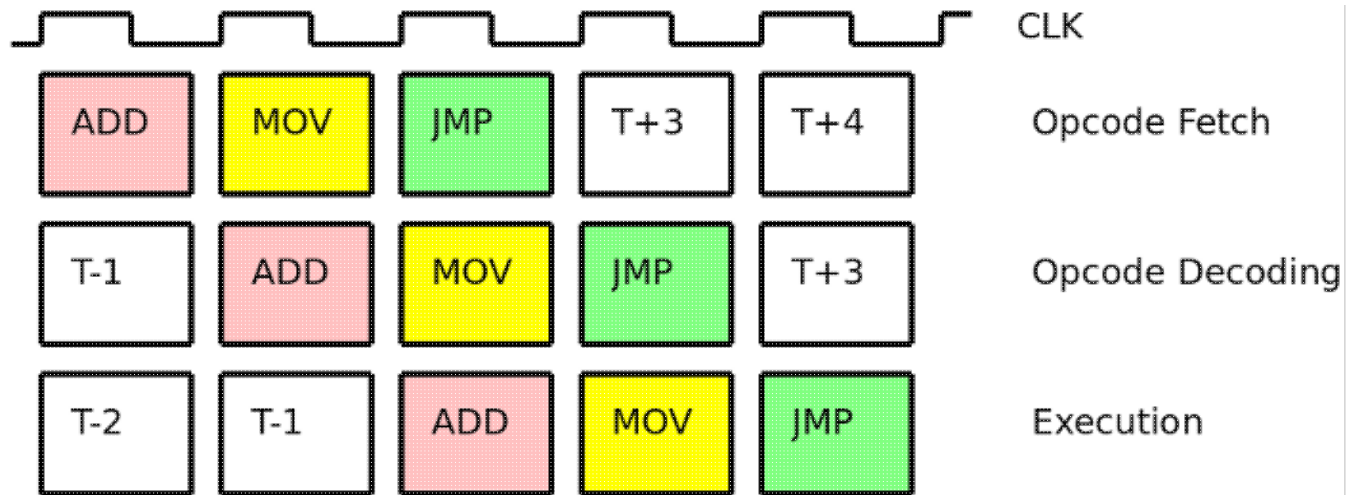 CLK
ADD MOV JMP T+3 T+4 Opcode Fetch
T-1 ADD MOV JMP T+3 Opcode Decoding
T-2 T-1 ADD MOV JMP Execution